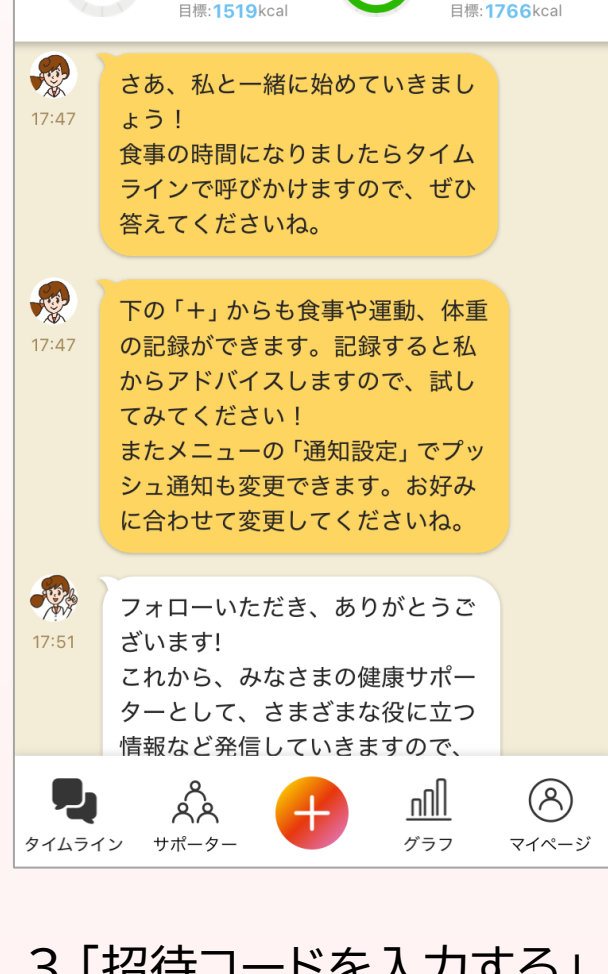 目標:1519kcal 目標:1766kcal
さあ、私と一緒に始めていきまし
ょう！
食事の時間になりましたらタイム
ラインで呼びかけますので、ぜひ
答えてくださいね。
17:47
下の「+」からも食事や運動、体重
の記録ができます。記録すると私
からアドバイスしますので、試し
てみてください！
またメニューの「通知設定」でプッ
シュ通知も変更できます。お好み
に合わせて変更してくださいね。
17:47
フォローいただき、ありがとうご
ざいます!
これから、みなさまの健康サポー
ターとして、さまざまな役に立つ
情報など発信していきますので、
17:51
タイムライン サポーター グラフ マイページ
3.「招待コードを入力する」